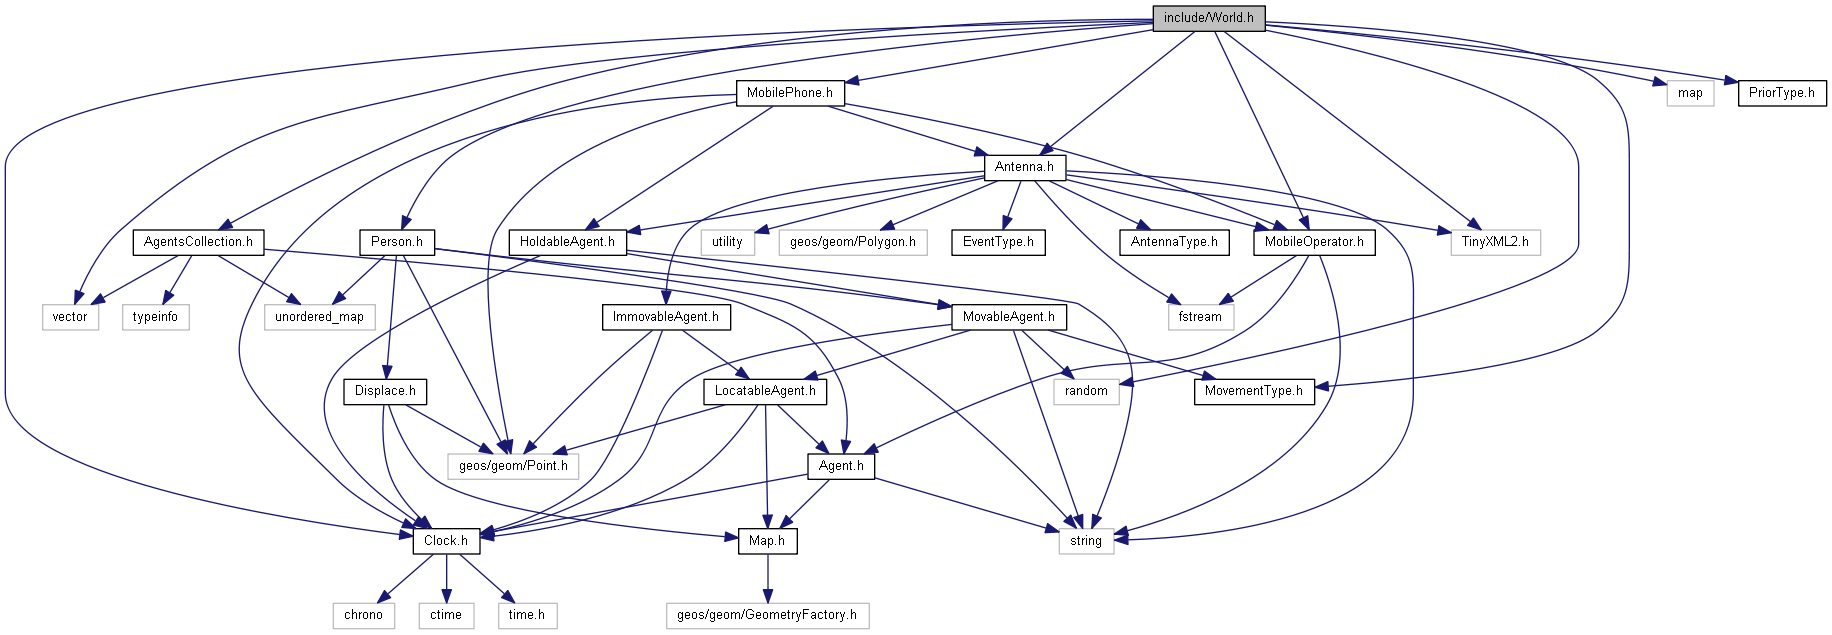 include/World.h
MobilePhone.h
map
PriorType.h
Antenna.h
AgentsCollection.h
Person.h
HoldableAgent.h
utility
geos/geom/Polygon.h
EventType.h
AntennaType.h
MobileOperator.h
TinyXML2.h
vector
typeinfo
unordered_map
ImmovableAgent.h
MovableAgent.h
fstream
Displace.h
LocatableAgent.h
random
MovementType.h
geos/geom/Point.h
Agent.h
Clock.h
Map.h
string
chrono
ctime
time.h
geos/geom/GeometryFactory.h